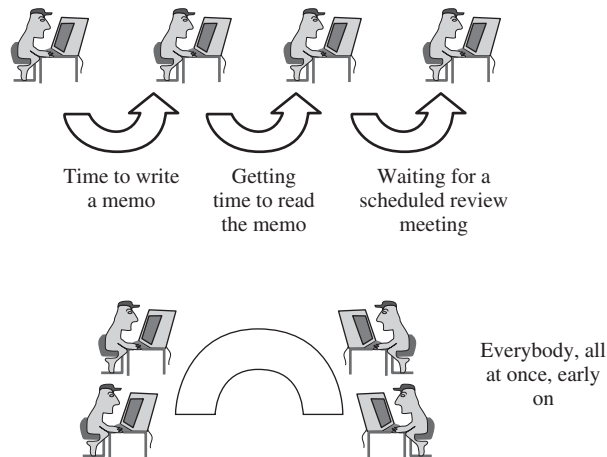 Time to write
a memo
Getting
time to read
the memo
Waiting for a
scheduled review
meeting
Everybody, all
at once, early
on